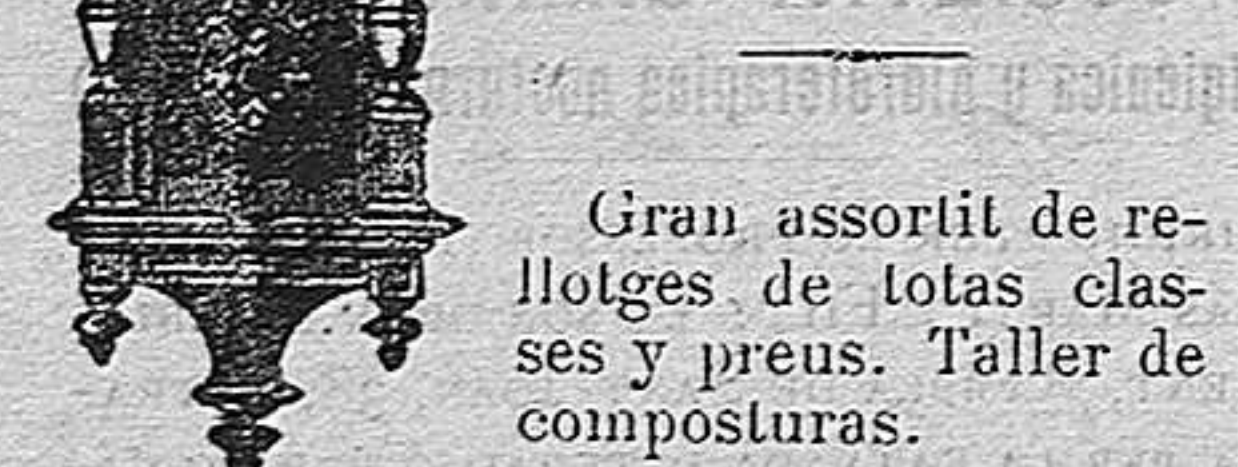 Gran assortit de re-
llotges de totas clas-
ses y preus. Taller de
composturas.